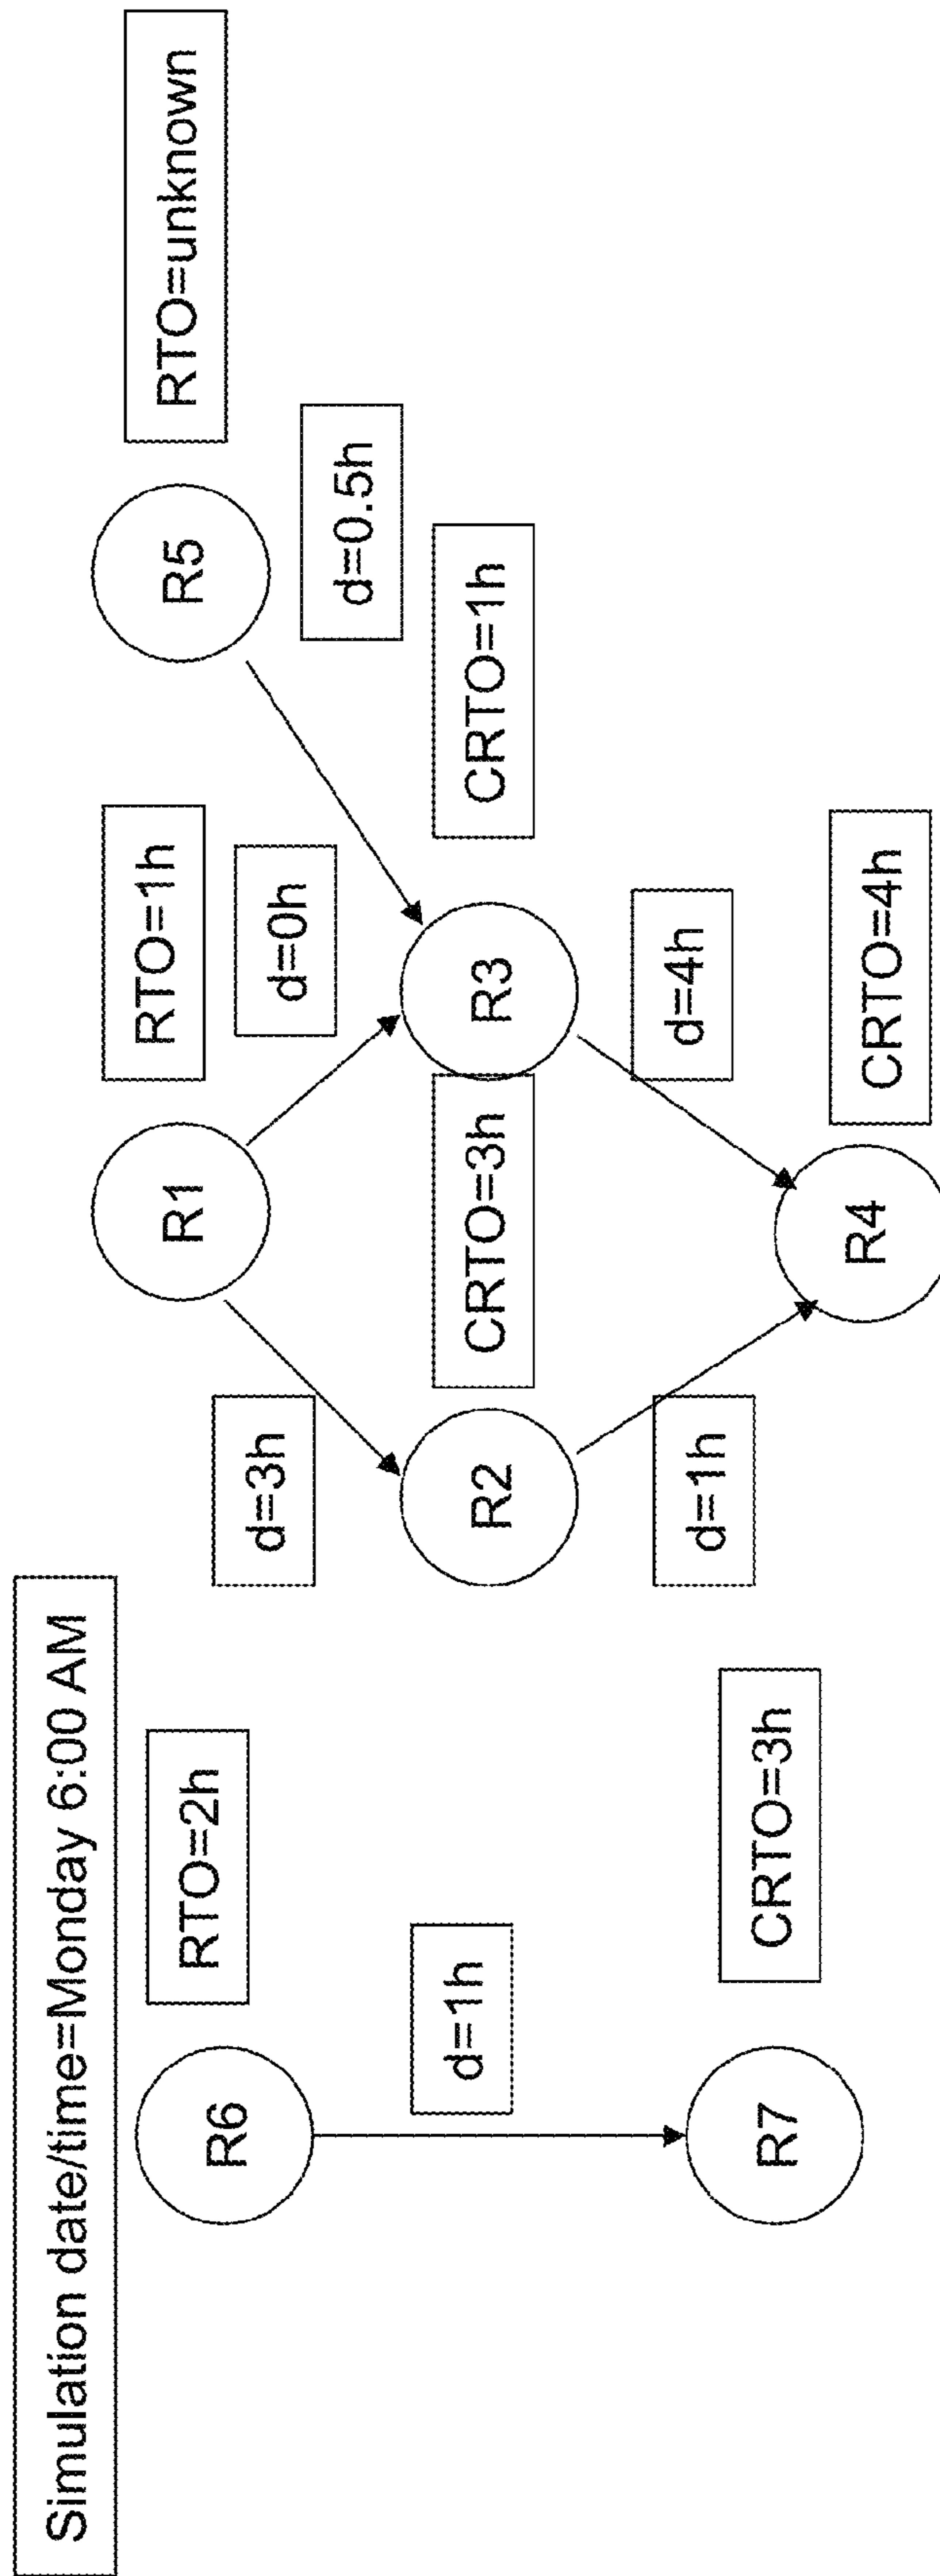 Simulation date/time=Monday 6:00 AM
RTO=2h
R6
d=1h
R7
CRTO=3h
R1
RTO=1h
d=3h
d=0h
R5
RTO=unknown
d=0.5h
R2
CRTO=3h
R3
CRTO=1h
d=1h
d=4h
R4
CRTO=4h